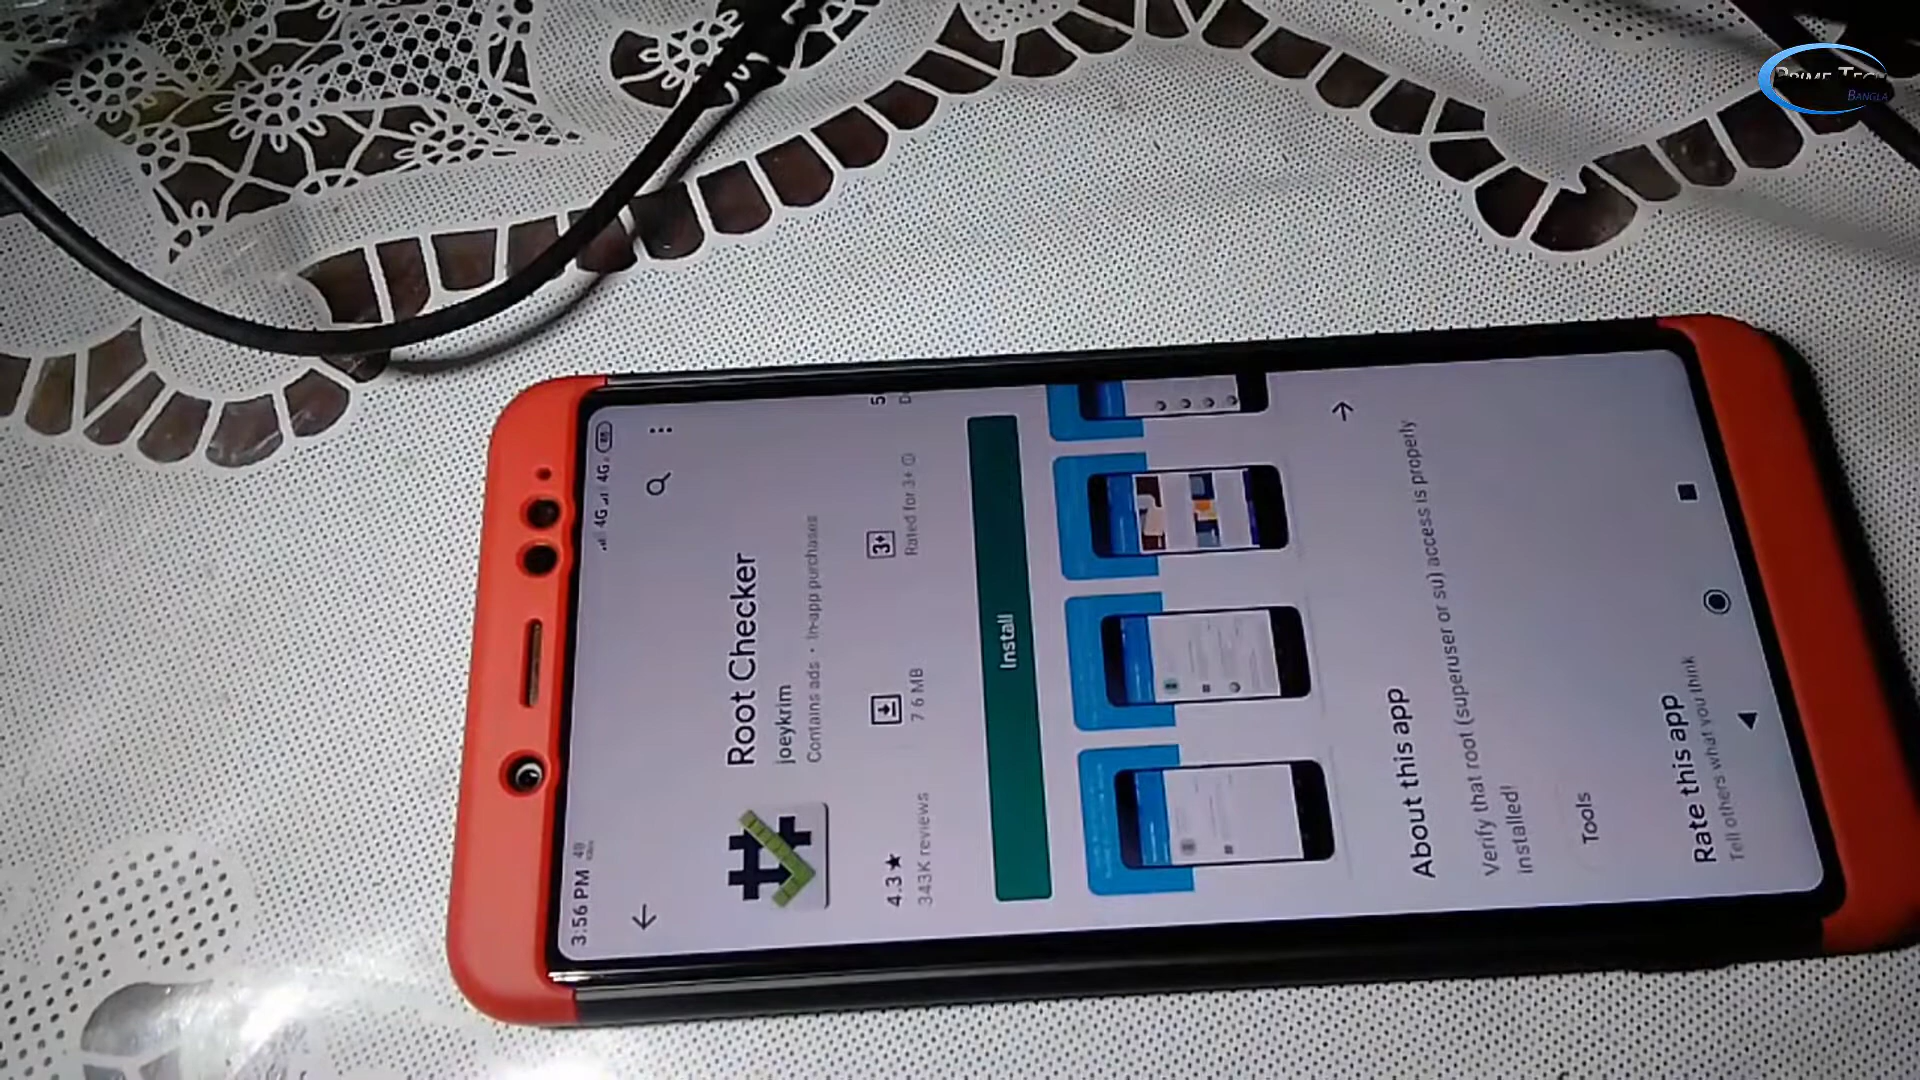 PRIME TECH
BANGLA
3:56 PM
4G 4G
Root Checker
joeykrim
Contains ads · In-app purchases
4.3★
343K reviews
7.6 MB
3+
Rated for 3+
5
D
Install
About this app
Verify that root (superuser or su) access is properly
installed!
Tools
Rate this app
Tell others what you think